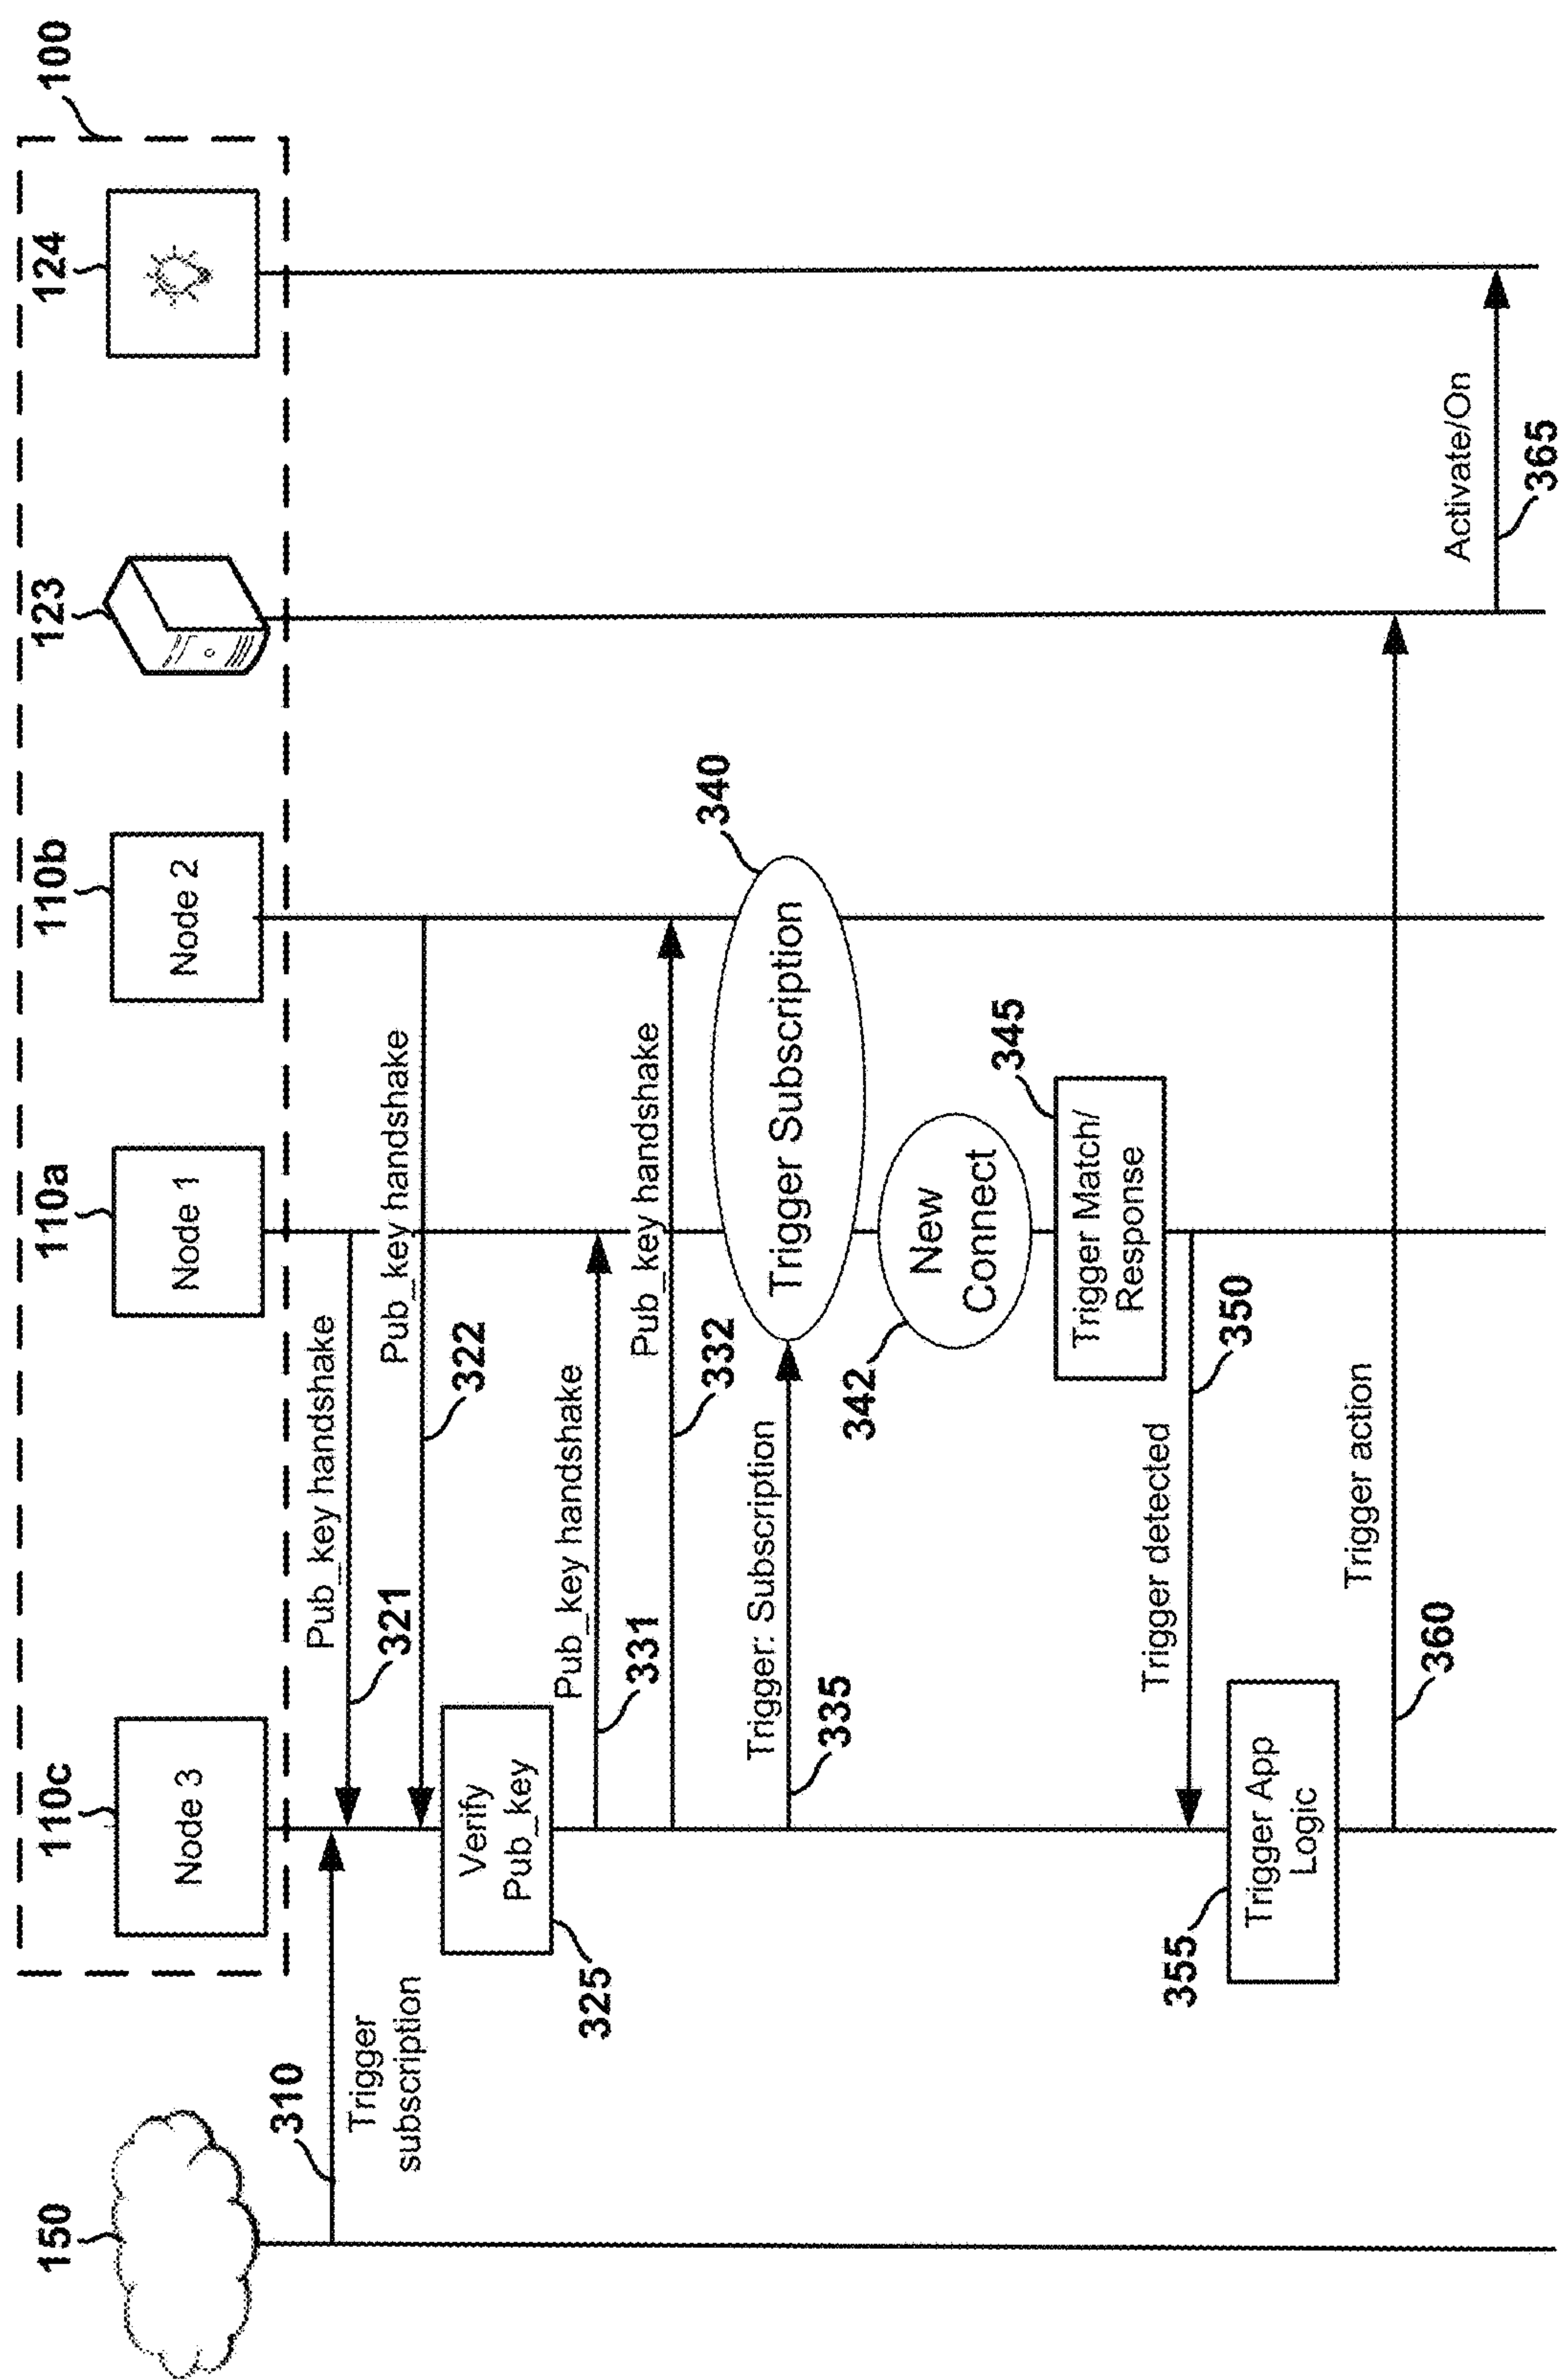 100
150
110c
110a
110b
123
124
Node 3
Node 1
Node 2
310
Trigger
subscription
Pub_key handshake
321
Pub_key handshake
322
Verify
Pub_key
325
Pub_key handshake
331
Pub_key handshake
332
Trigger: Subscription
335
Trigger Subscription
340
New
Connect
342
Trigger Match/
Response
345
Trigger detected
350
Trigger App
Logic
355
Trigger action
360
Activate/On
365